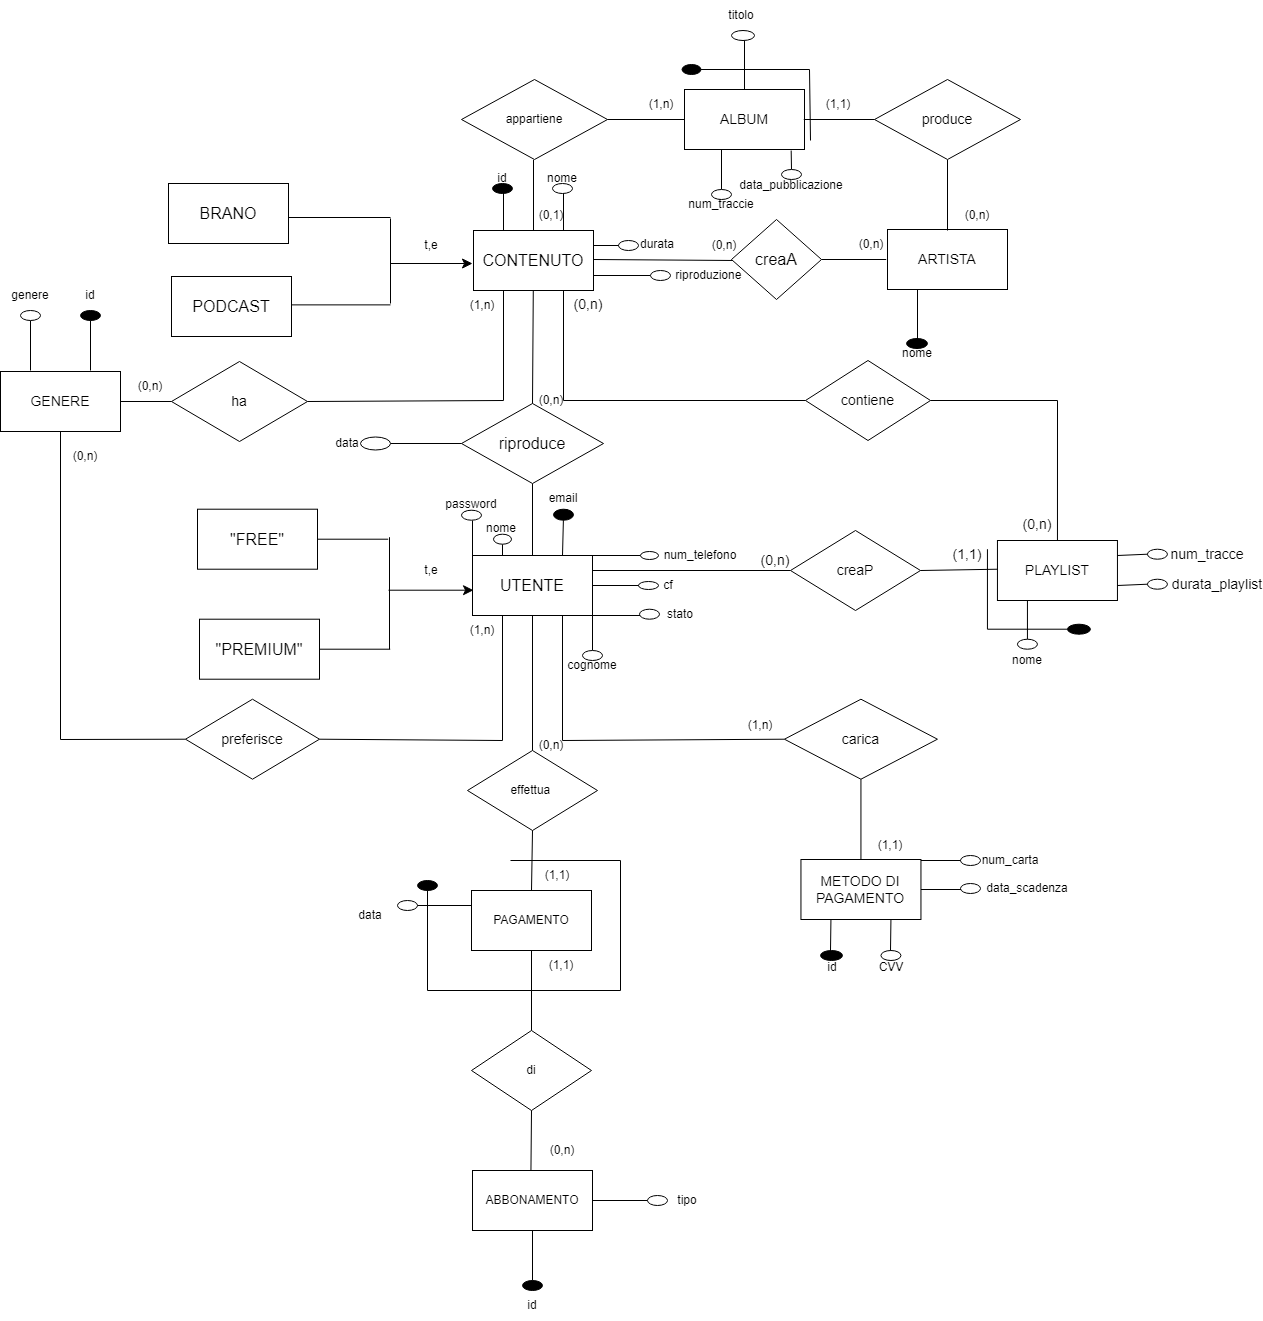 titolo
(1,n)
ALBUM
(1,1)
appartiene
produce
id
nome
data_pubblicazione
num_traccie
BRANO
(0,1)
(0,n)
t,e
CONTENUTO
durata
(0,n)
creaA
(0,n)
ARTISTA
riproduzione
PODCAST
(1,n)
(0,n)
genere
id
nome
GENERE
(0,n)
ha
(0,n)
contiene
data
riproduce
(0,n)
password
email
nome
"FREE"
(0,n)
num_telefono
(0,n)
creaP
(1,1)
PLAYLIST
num_tracce
t,e
UTENTE
cf
durata_playlist
stato
(1,n)
"PREMIUM"
cognome
nome
preferisce
(0,n)
(1,n)
carica
effettua
(1,1)
num_carta
(1,1)
METODO DI
PAGAMENTO
data_scadenza
data
PAGAMENTO
(1,1)
id
CVV
di
(0,n)
ABBONAMENTO
tipo
id